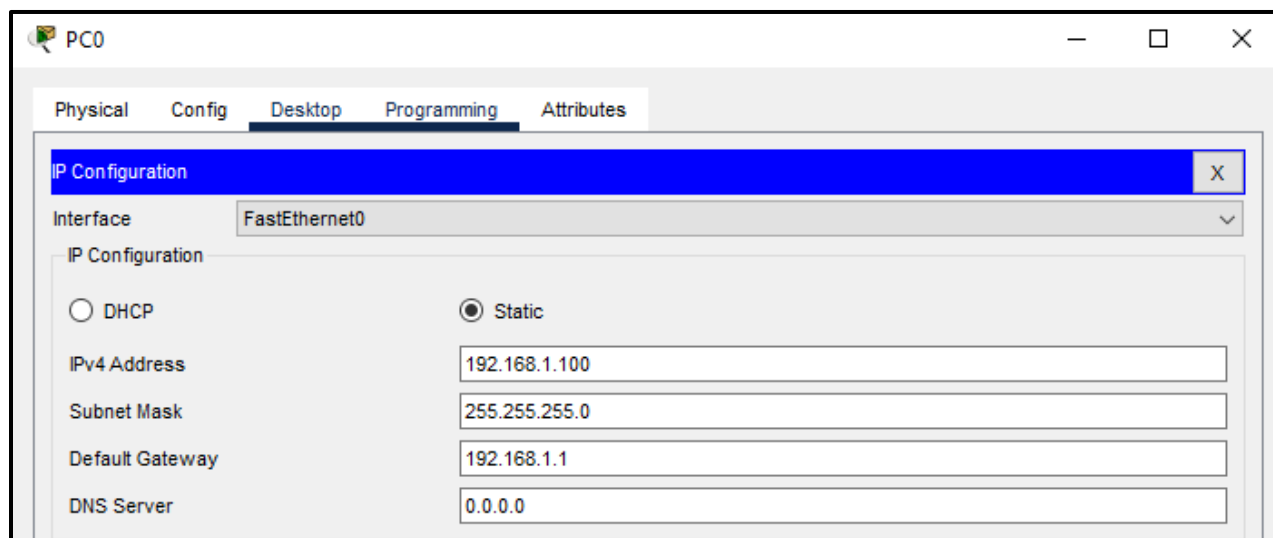 PC0
Physical Config Desktop Programming Attributes
IP Configuration X
Interface FastEthernet0
IP Configuration
DHCP Static
IPv4 Address 192.168.1.100
Subnet Mask 255.255.255.0
Default Gateway 192.168.1.1
DNS Server 0.0.0.0